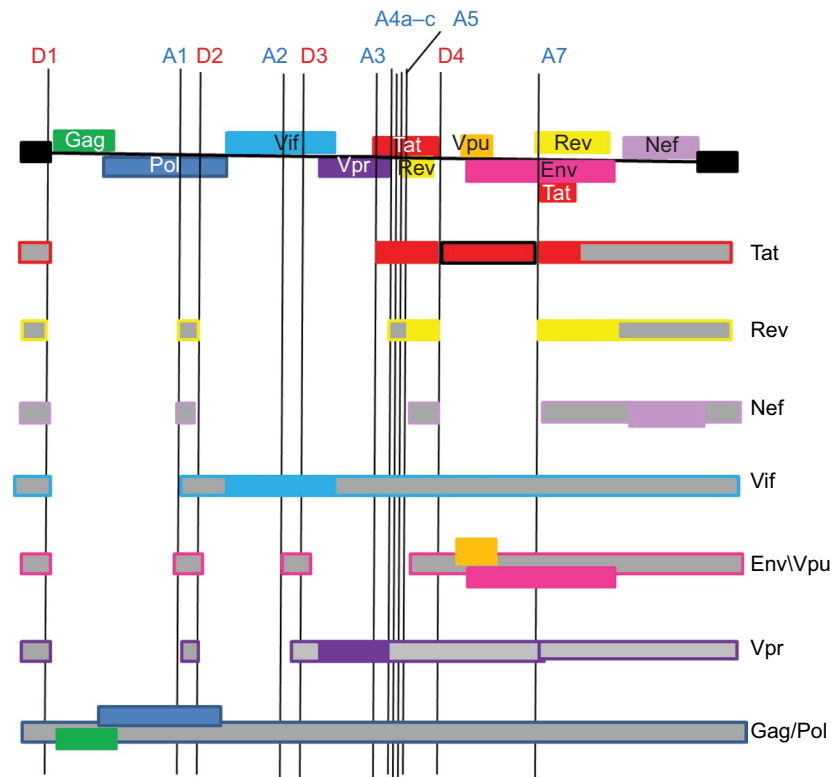 A4a–c A5
D1 A1 D2 A2 D3 A3 D4 A7
Gag Vif Tat Vpu Rev Nef
Pol Vpr Rev Env
Tat
Tat
Rev
Nef
Vif
Env\Vpu
Vpr
Gag/Pol